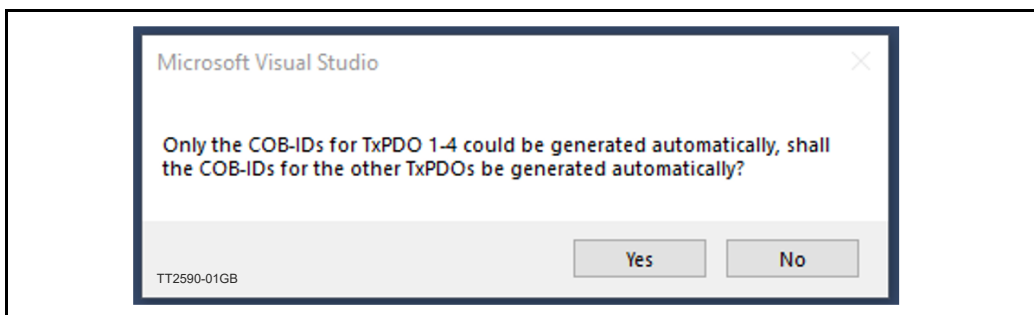 Microsoft Visual Studio
Only the COB-IDs for TxPDO 1-4 could be generated automatically, shall
the COB-IDs for the other TxPDOs be generated automatically?
Yes No
TT2590-01GB